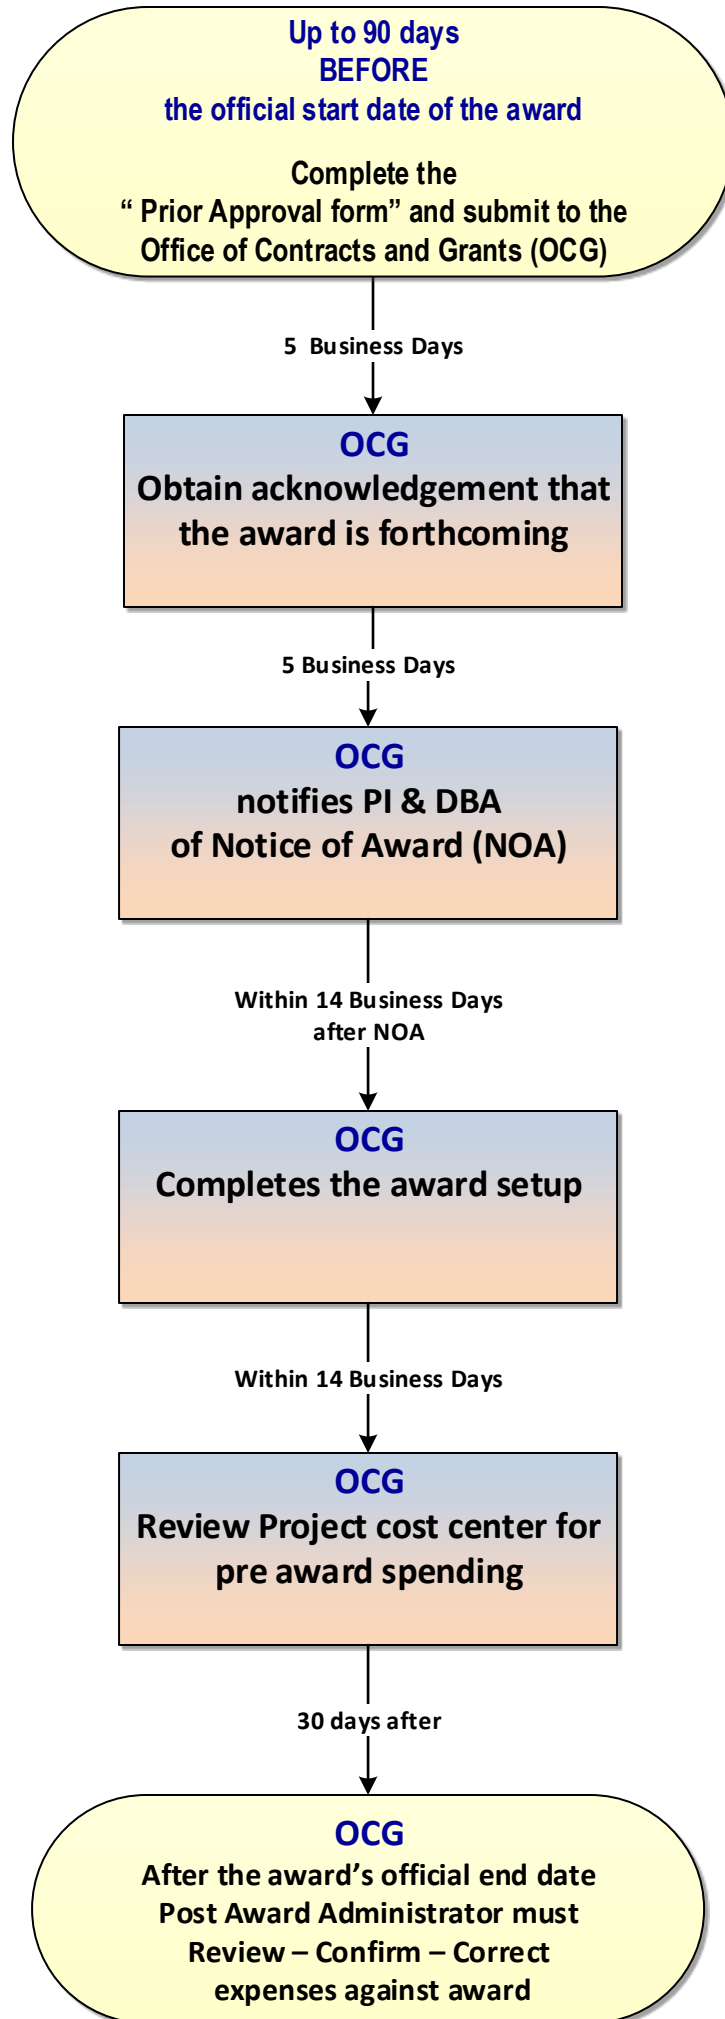 Up to 90 days
BEFORE
the official start date of the award
Complete the
“ Prior Approval form” and submit to the
Office of Contracts and Grants (OCG)
5 Business Days
OCG
Obtain acknowledgement that
the award is forthcoming
5 Business Days
OCG
notifies PI & DBA
of Notice of Award (NOA)
Within 14 Business Days
after NOA
OCG
Completes the award setup
Within 14 Business Days
OCG
Review Project cost center for
pre award spending
30 days after
OCG
After the award’s official end date
Post Award Administrator must
Review – Confirm – Correct
expenses against award